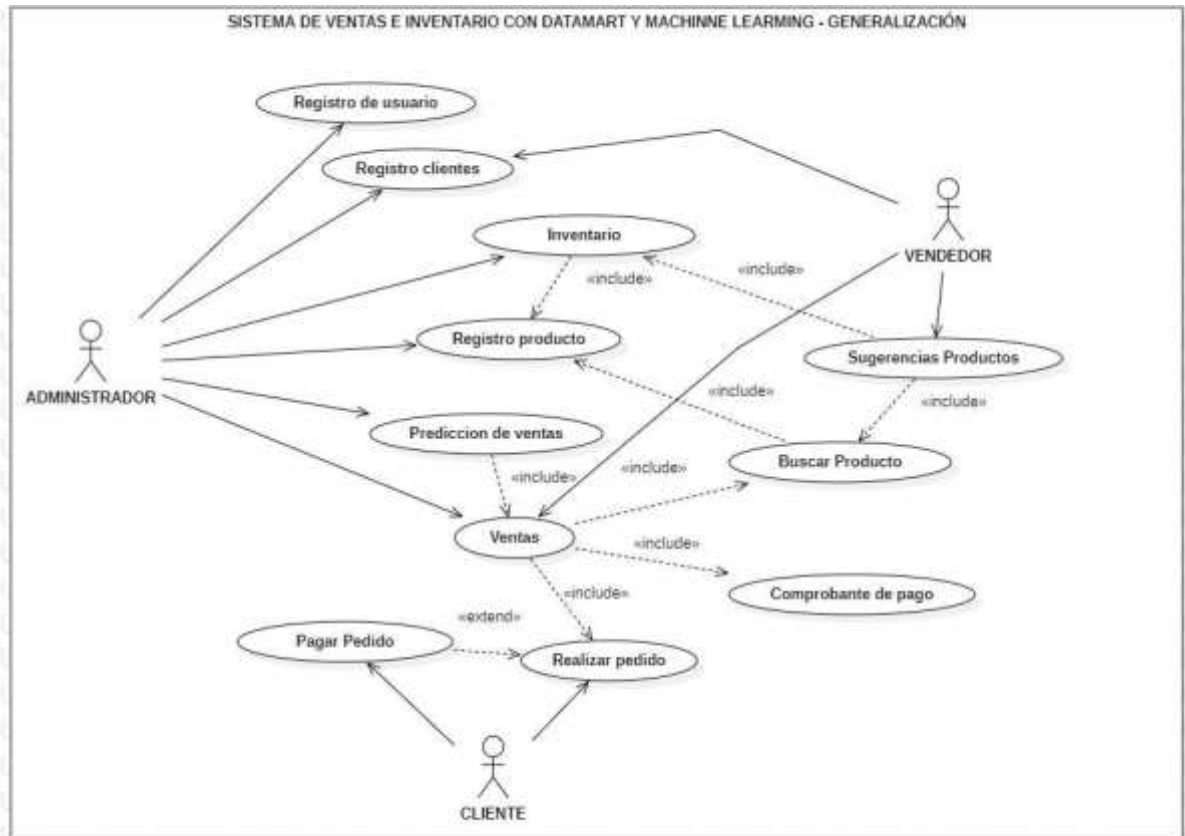 SISTEMA DE VENTAS E INVENTARIO CON DATAMART Y MACHINNE LEARMING - GENERALIZACIÓN
Registro de usuario
Registro clientes
Inventario
«include»
«include»
VENDEDOR
Registro producto
Sugerencias Productos
ADMINISTRADOR
«include»
«include»
Prediccion de ventas
Buscar Producto
«include»
«include»
Ventas
«include»
Comprobante de pago
«include»
«extend»
Pagar Pedido
Realizar pedido
CLIENTE